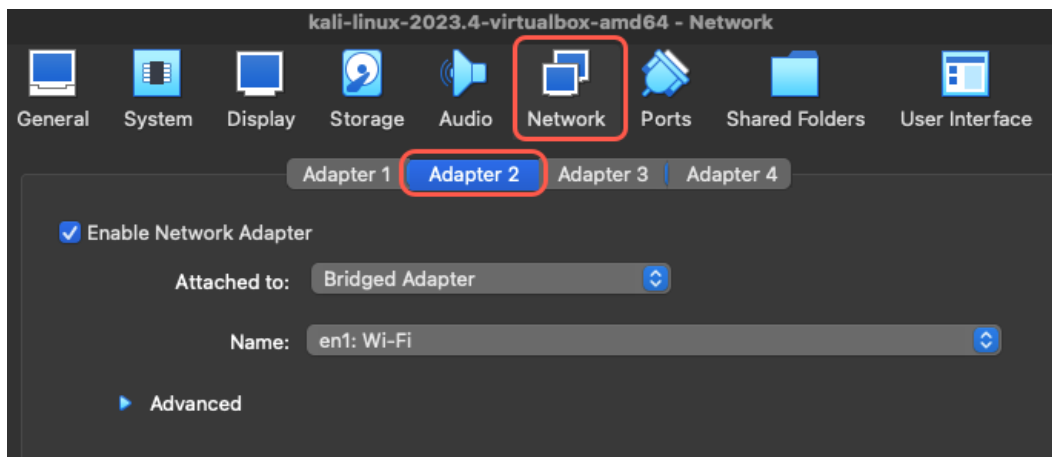 kali-linux-2023.4-virtualbox-amd64 - Network
General System Display Storage Audio Network Ports Shared Folders User Interface
Adapter 1 Adapter 2 Adapter 3 Adapter 4
Enable Network Adapter
Attached to: Bridged Adapter
Name: en1: Wi-Fi
Advanced